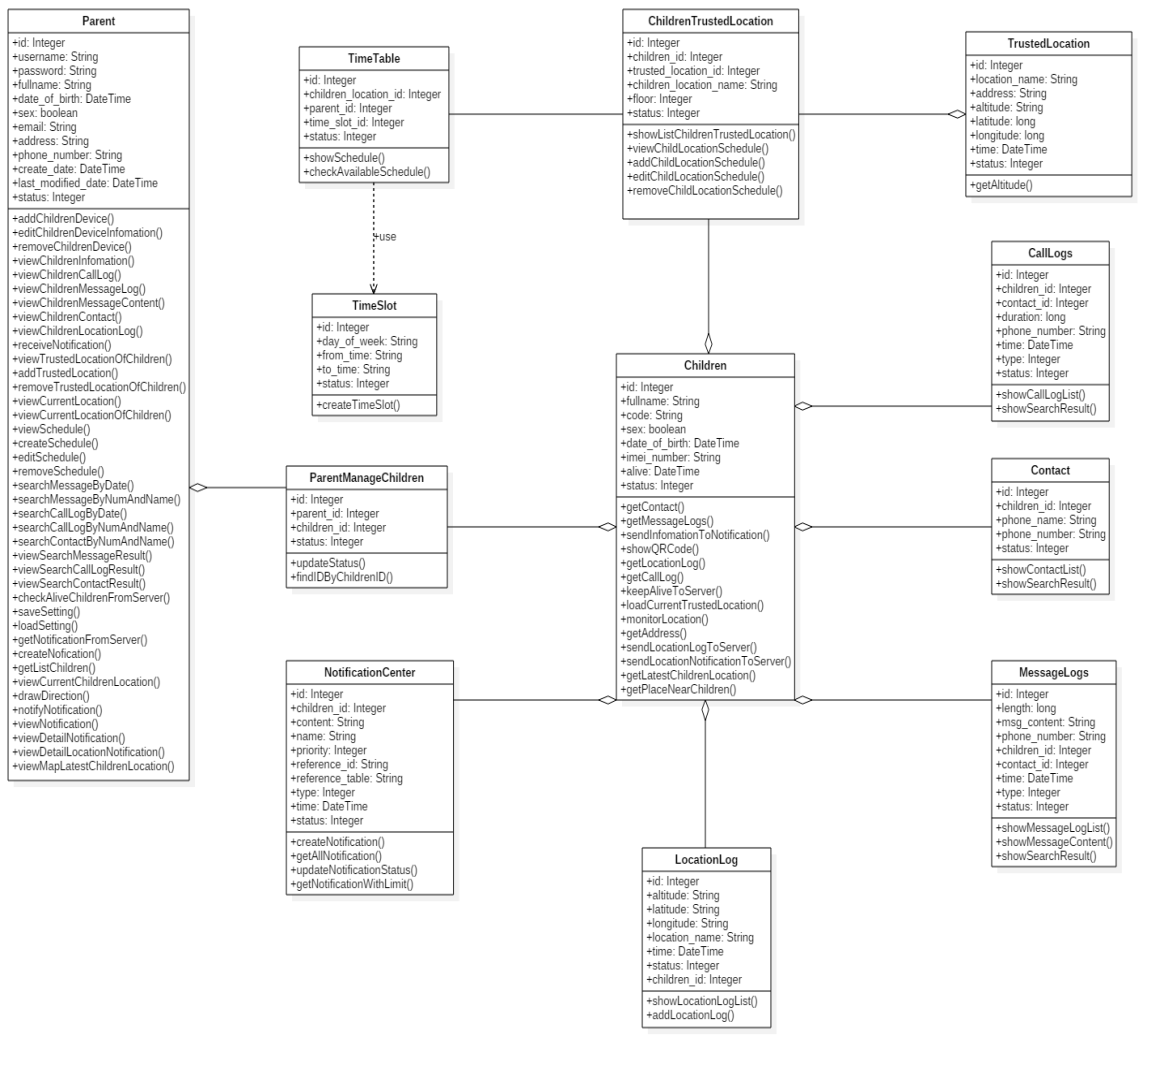 Parent
+id: Integer
+username: String
+password: String
+fullname: String
+date_of_birth: DateTime
+sex: boolean
+email: String
+address: String
+phone_number: String
+create_date: DateTime
+last_modified_date: DateTime
+status: Integer
+addChildrenDevice()
+editChildrenDeviceInfomation()
+removeChildrenDevice()
+viewChildrenInfomation()
+viewChildrenCallLog()
+viewChildrenMessageLog()
+viewChildrenMessageContent()
+viewChildrenContact()
+viewChildrenLocationLog()
+receiveNotification()
+viewTrustedLocationOfChildren()
+addTrustedLocation()
+removeTrustedLocationOfChildren()
+viewCurrentLocation()
+viewCurrentLocationOfChildren()
+viewSchedule()
+createSchedule()
+editSchedule()
+removeSchedule()
+searchMessageByDate()
+searchMessageByNumAndName()
+searchCallLogByDate()
+searchCallLogByNumAndName()
+searchContactByNumAndName()
+viewSearchMessageResult()
+viewSearchCallLogResult()
+viewSearchContactResult()
+checkAliveChildrenFromServer()
+saveSetting()
+loadSetting()
+getNotificationFromServer()
+createNofication()
+getListChildren()
+viewCurrentChildrenLocation()
+drawDirection()
+notifyNotification()
+viewNotification()
+viewDetailNotification()
+viewDetailLocationNotification()
+viewMapLatestChildrenLocation()
TimeTable
+id: Integer
+children_location_id: Integer
+parent_id: Integer
+time_slot_id: Integer
+status: Integer
+showSchedule()
+checkAvailableSchedule()
+use
TimeSlot
+id: Integer
+day_of_week: String
+from_time: String
+to_time: String
+status: Integer
+createTimeSlot()
ParentManageChildren
+id: Integer
+parent_id: Integer
+children_id: Integer
+status: Integer
+updateStatus()
+findIDByChildrenID()
NotificationCenter
+id: Integer
+children_id: Integer
+content: String
+name: String
+priority: Integer
+reference_id: String
+reference_table: String
+type: Integer
+time: DateTime
+status: Integer
+createNotification()
+getAllNotification()
+updateNotificationStatus()
+getNotificationWithLimit()
ChildrenTrustedLocation
+id: Integer
+children_id: Integer
+trusted_location_id: Integer
+children_location_name: String
+floor: Integer
+status: Integer
+showListChildrenTrustedLocation()
+viewChildLocationSchedule()
+addChildLocationSchedule()
+editChildLocationSchedule()
+removeChildLocationSchedule()
Children
+id: Integer
+fullname: String
+code: String
+sex: boolean
+date_of_birth: DateTime
+imei_number: String
+alive: DateTime
+status: Integer
+getContact()
+getMessageLogs()
+sendInfomationToNotification()
+showQRCode()
+getLocationLog()
+getCallLog()
+keepAliveToServer()
+loadCurrentTrustedLocation()
+monitorLocation()
+getAddress()
+sendLocationLogToServer()
+sendLocationNotificationToServer()
+getLatestChildrenLocation()
+getPlaceNearChildren()
LocationLog
+id: Integer
+altitude: String
+latitude: String
+longitude: String
+location_name: String
+time: DateTime
+status: Integer
+children_id: Integer
+showLocationLogList()
+addLocationLog()
TrustedLocation
+id: Integer
+location_name: String
+address: String
+altitude: String
+latitude: long
+longitude: long
+time: DateTime
+status: Integer
+getAltitude()
CallLogs
+id: Integer
+children_id: Integer
+contact_id: Integer
+duration: long
+phone_number: String
+time: DateTime
+type: Integer
+status: Integer
+showCallLogList()
+showSearchResult()
Contact
+id: Integer
+children_id: Integer
+phone_name: String
+phone_number: String
+status: Integer
+showContactList()
+showSearchResult()
MessageLogs
+id: Integer
+length: long
+msg_content: String
+phone_number: String
+children_id: Integer
+contact_id: Integer
+time: DateTime
+type: Integer
+status: Integer
+showMessageLogList()
+showMessageContent()
+showSearchResult()